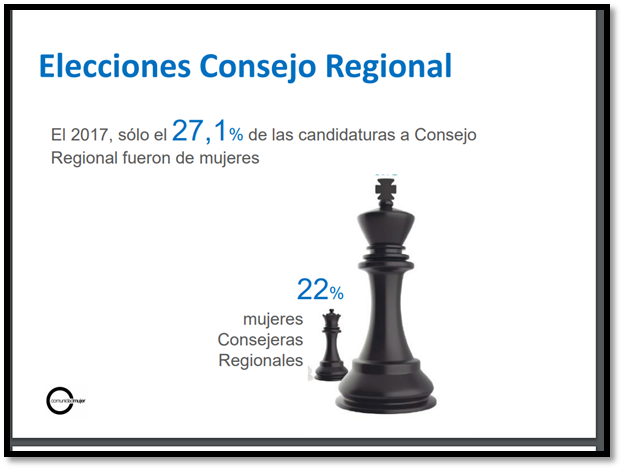 Elecciones Consejo Regional
El 2017, sólo el 27,1% de las candidaturas a Consejo
Regional fueron de mujeres
22%
mujeres
Consejeras
Regionales
comunidadmujer